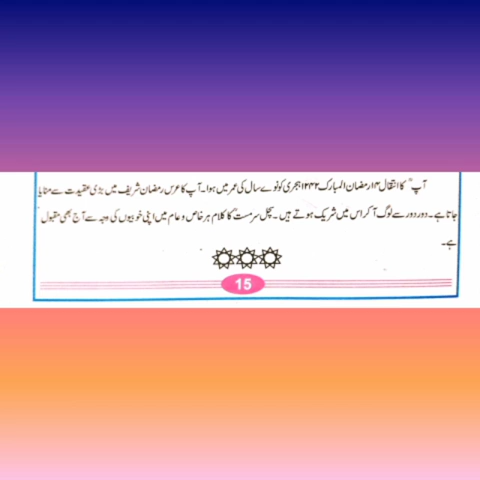 آپؒ کا انتقال ۱۴ رمضان المبارک ۱۲۴۲ ہجری کو نوے سال کی عمر میں ہوا۔ آپ کا عرس رمضان شریف میں بڑی عقیدت سے منایا
جاتا ہے۔ دور دور سے لوگ آ کر اس میں شریک ہوتے ہیں۔ سچل سرمستؒ کا کلام ہر خاص و عام میں اپنی خوبیوں کی وجہ سے آج بھی مقبول
ہے۔
15